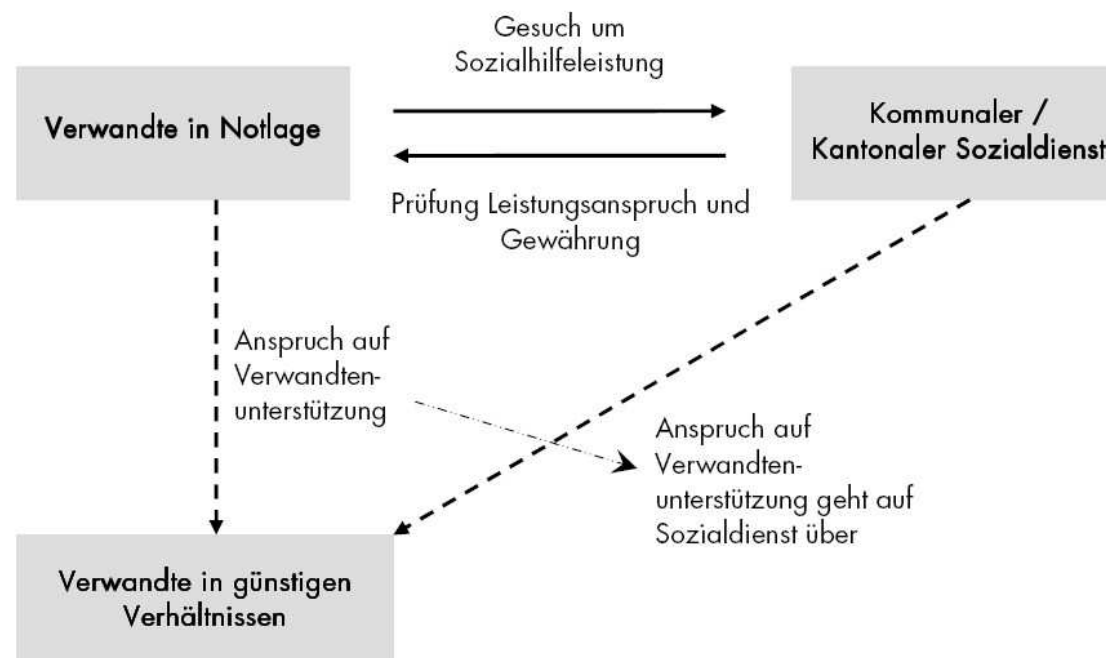 Gesuch um
Sozialhilfeleistung
Verwandte in Notlage
Kommunaler /
Kantonaler Sozialdienst
Prüfung Leistungsanspruch und
Gewährung
Anspruch auf
Verwandten-
unterstützung
Anspruch auf
Verwandten-
unterstützung geht auf
Sozialdienst über
Verwandte in günstigen
Verhältnissen